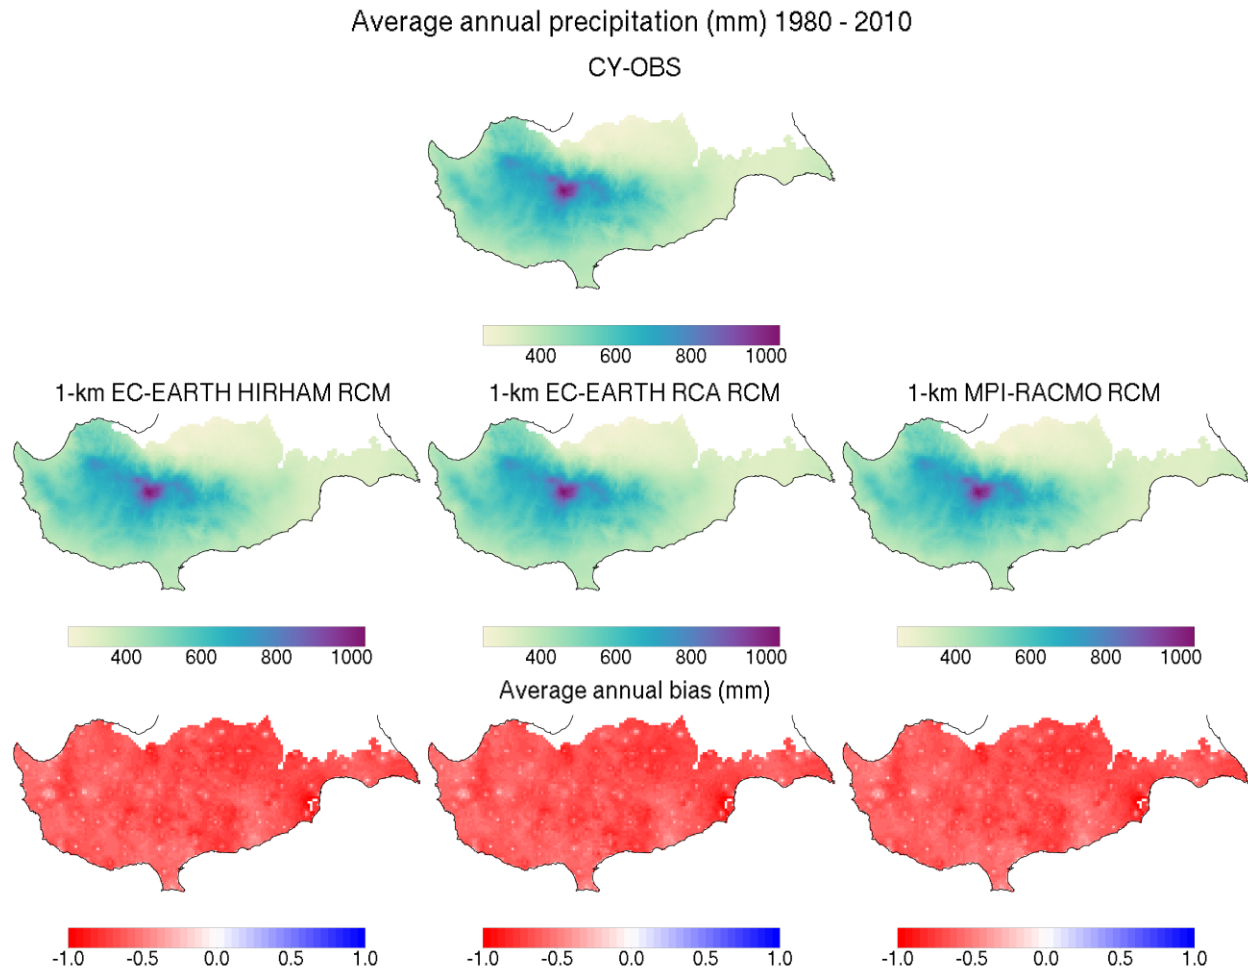 Average annual precipitation (mm) 1980 - 2010
CY-OBS
400 600 800 1000
1-km EC-EARTH HIRHAM RCM 1-km EC-EARTH RCA RCM 1-km MPI-RACMO RCM
400 600 800 1000 400 600 800 1000 400 600 800 1000
Average annual bias (mm)
-1.0 -0.5 0.0 0.5 1.0 -1.0 -0.5 0.0 0.5 1.0 -1.0 -0.5 0.0 0.5 1.0